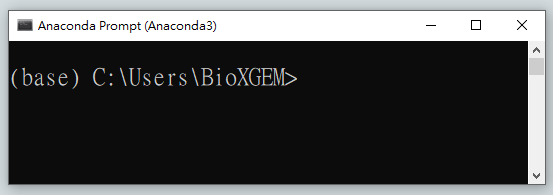 Anaconda Prompt (Anaconda3)
(base) C:\Users\BioXGEM>